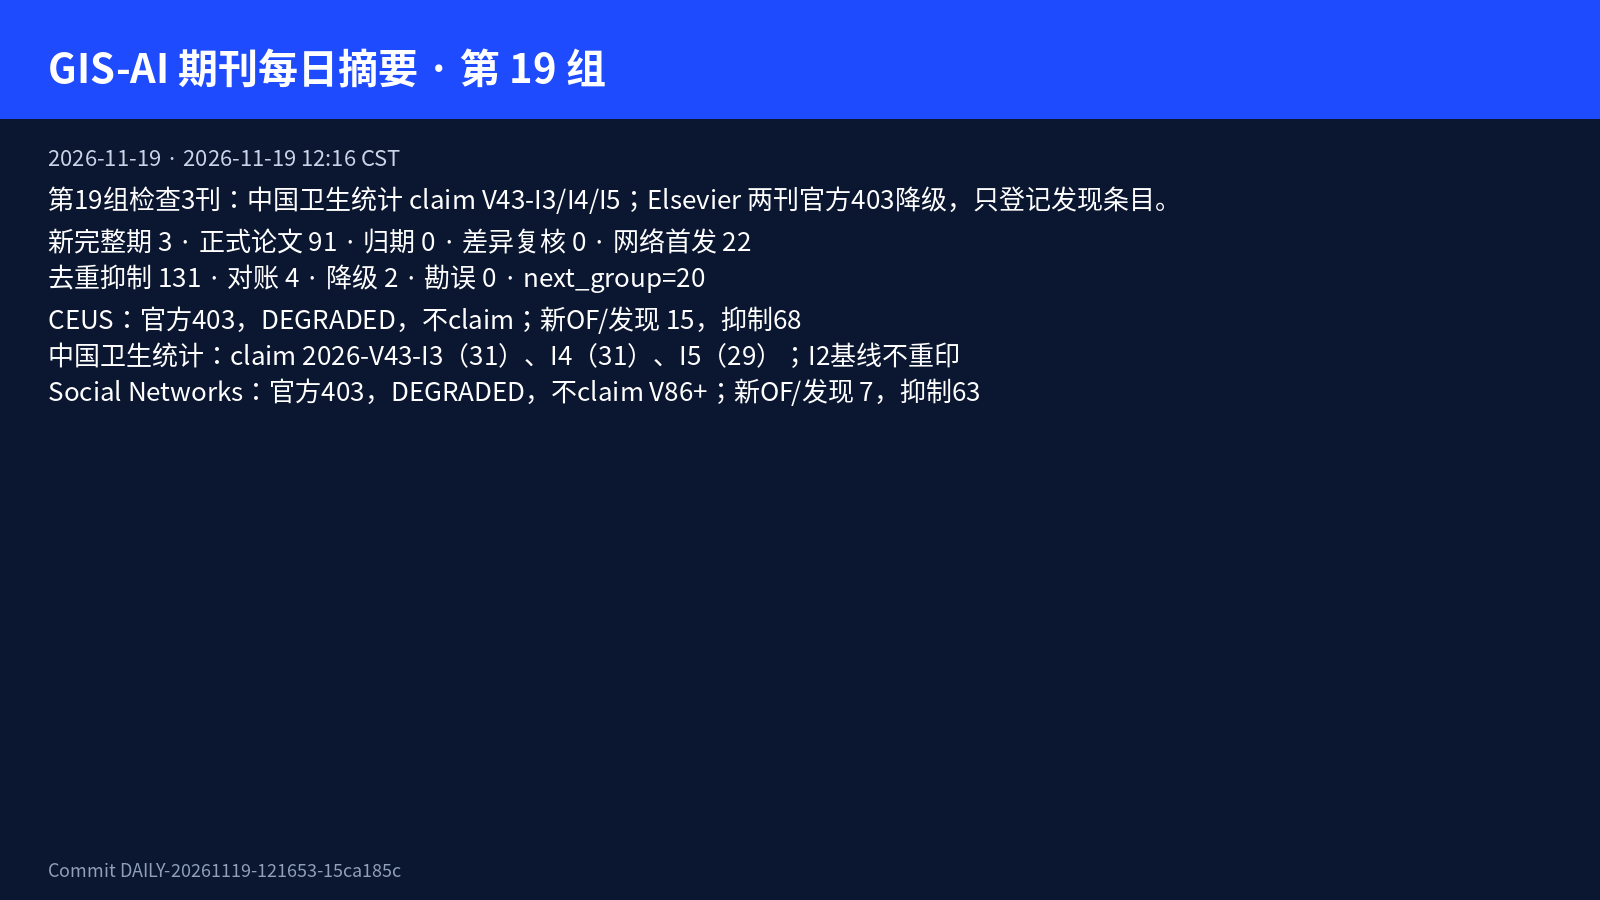 GIS-AI 期刊每日摘要 · 第 19 组
2026-11-19 · 2026-11-19 12:16 CST
第19组检查3刊：中国卫生统计 claim V43-I3/I4/I5；Elsevier 两刊官方403降级，只登记发现条目。
新完整期 3 · 正式论文 91 · 归期 0 · 差异复核 0 · 网络首发 22
去重抑制 131 · 对账 4 · 降级 2 · 勘误 0 · next_group=20
CEUS：官方403，DEGRADED，不claim；新OF/发现 15，抑制68
中国卫生统计：claim 2026-V43-I3（31）、I4（31）、I5（29）；I2基线不重印
Social Networks：官方403，DEGRADED，不claim V86+；新OF/发现 7，抑制63
Commit DAILY-20261119-121653-15ca185c